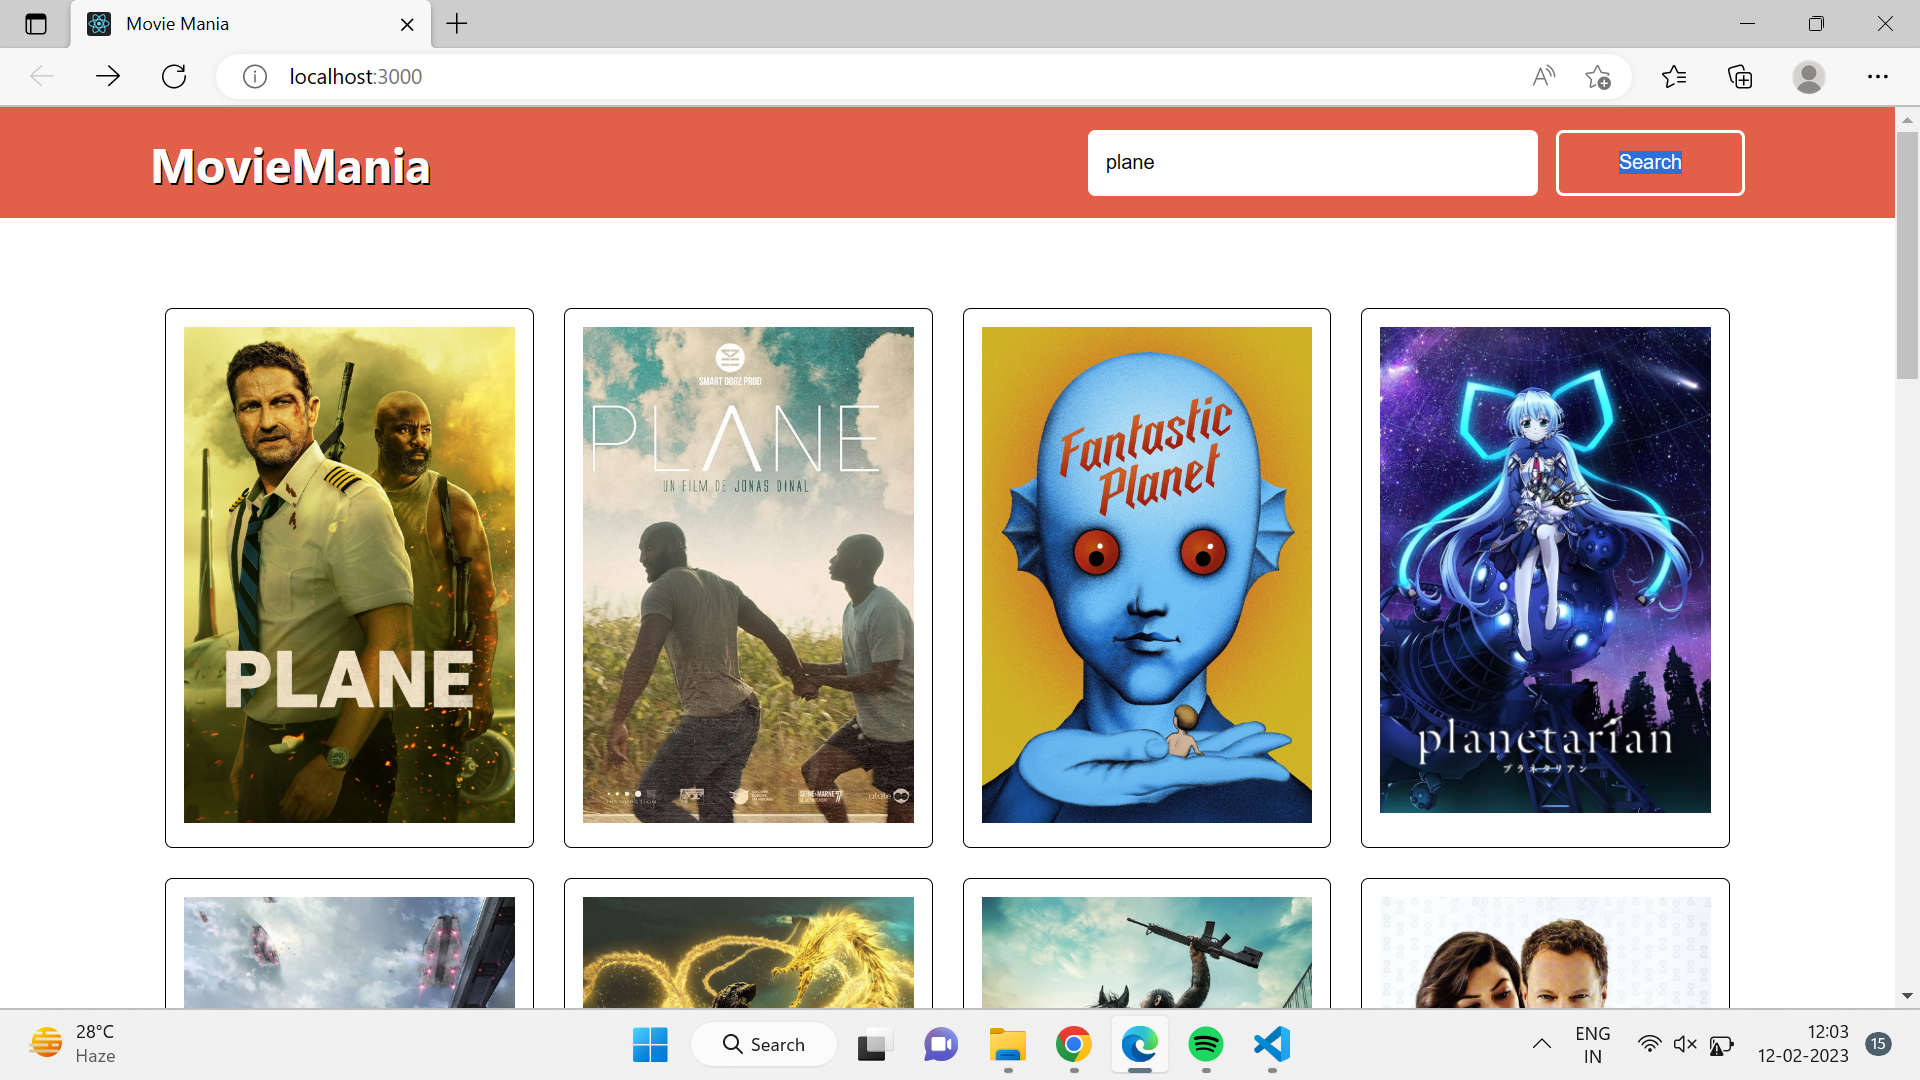 Movie Mania
localhost:3000
MovieMania
plane
Search
PLANE
SMART DOGZ PROD
PLANE
UN FILM DE JONAS DINAL
Fantastic
Planet
planetarian
プラネタリアン
28°C
Haze
Search
ENG
IN
12:03
12-02-2023
15